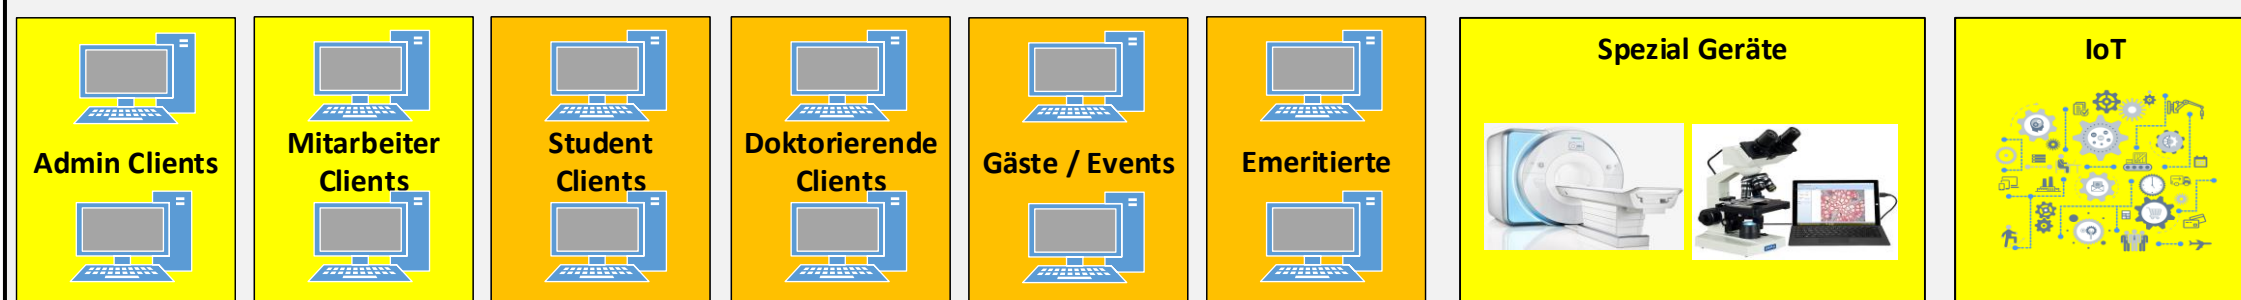 Admin Clients
Mitarbeiter
Clients
Student
Clients
Doktorierende
Clients
Gäste / Events
Emeritierte
Spezial Geräte
IoT